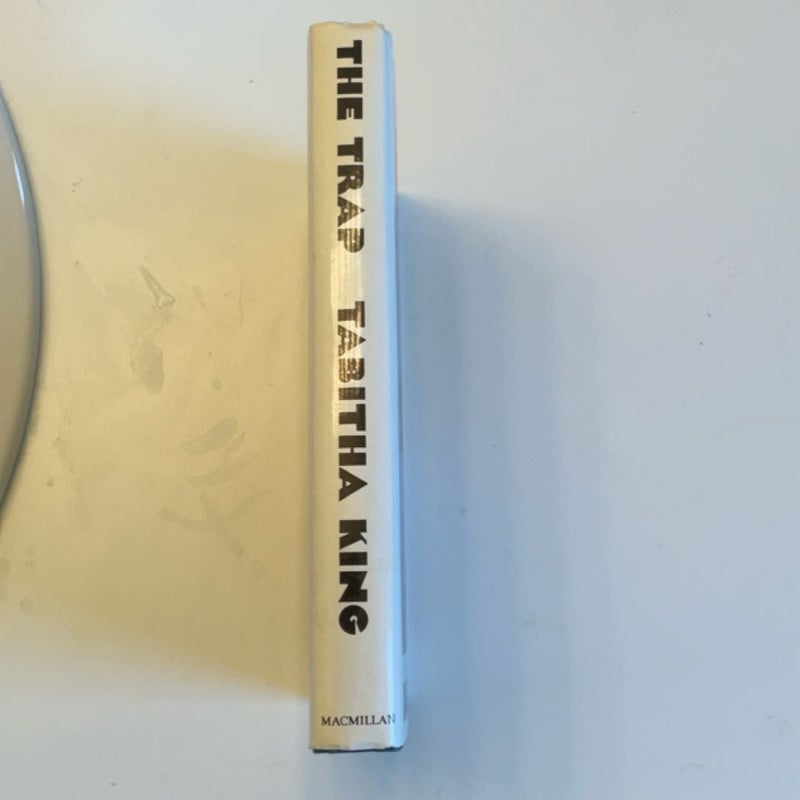 THE TRAP TABITHA KING
MACMILLAN